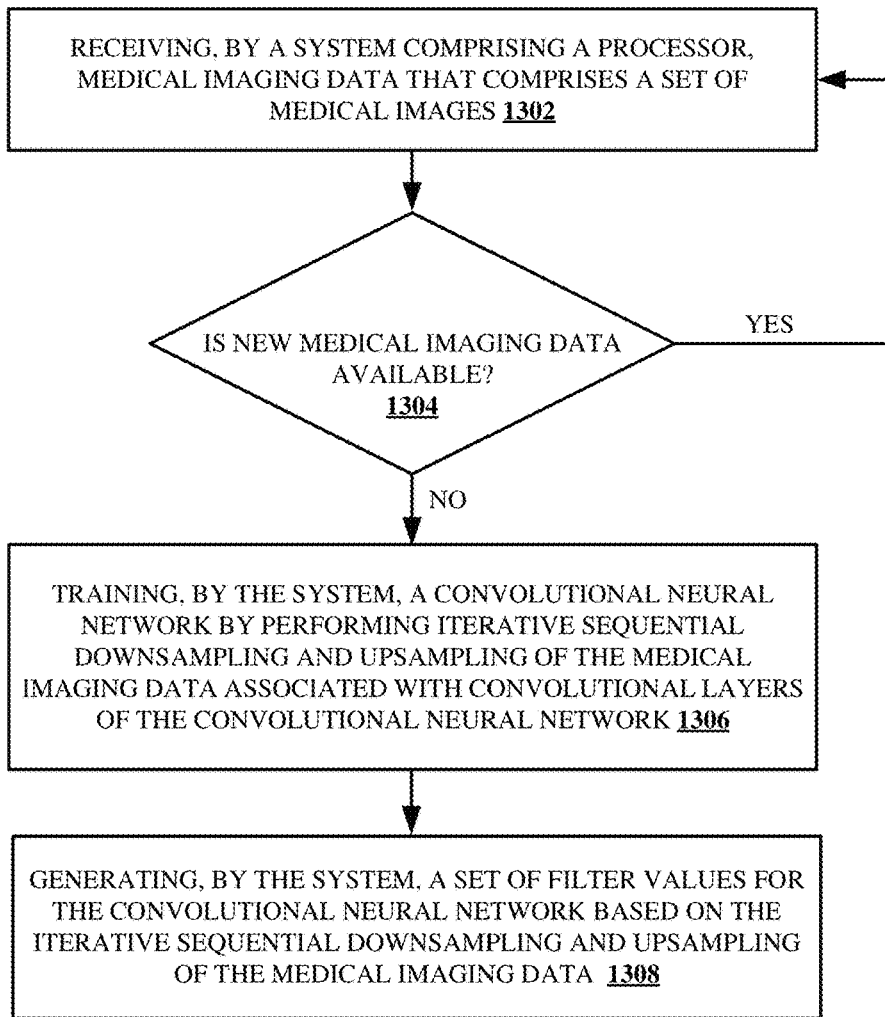 RECEIVING, BY A SYSTEM COMPRISING A PROCESSOR,
MEDICAL IMAGING DATA THAT COMPRISES A SET OF
MEDICAL IMAGES 1302
IS NEW MEDICAL IMAGING DATA
AVAILABLE?
1304
YES
NO
TRAINING, BY THE SYSTEM, A CONVOLUTIONAL NEURAL
NETWORK BY PERFORMING ITERATIVE SEQUENTIAL
DOWNSAMPLING AND UPSAMPLING OF THE MEDICAL
IMAGING DATA ASSOCIATED WITH CONVOLUTIONAL LAYERS
OF THE CONVOLUTIONAL NEURAL NETWORK 1306
GENERATING, BY THE SYSTEM, A SET OF FILTER VALUES FOR
THE CONVOLUTIONAL NEURAL NETWORK BASED ON THE
ITERATIVE SEQUENTIAL DOWNSAMPLING AND UPSAMPLING
OF THE MEDICAL IMAGING DATA 1308